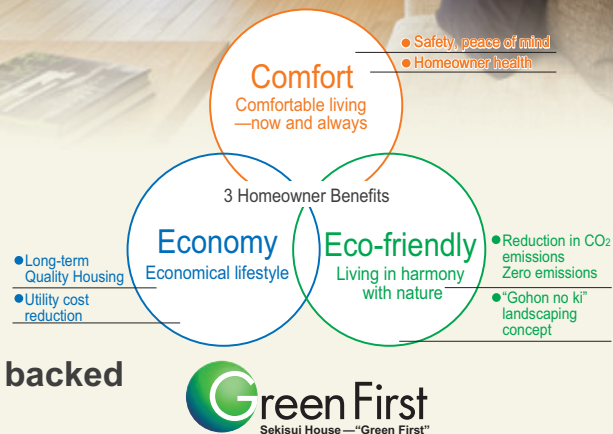 ● Safety, peace of mind
● Homeowner health
Comfort
Comfortable living
—now and always
3 Homeowner Benefits
Economy
Economical lifestyle
● Long-term
Quality Housing
● Utility cost
reduction
Eco-friendly
Living in harmony
with nature
● Reduction in CO₂
emissions
Zero emissions
● “Gohon no ki”
landscaping
concept
backed
Green First
Sekisui House—“Green First”